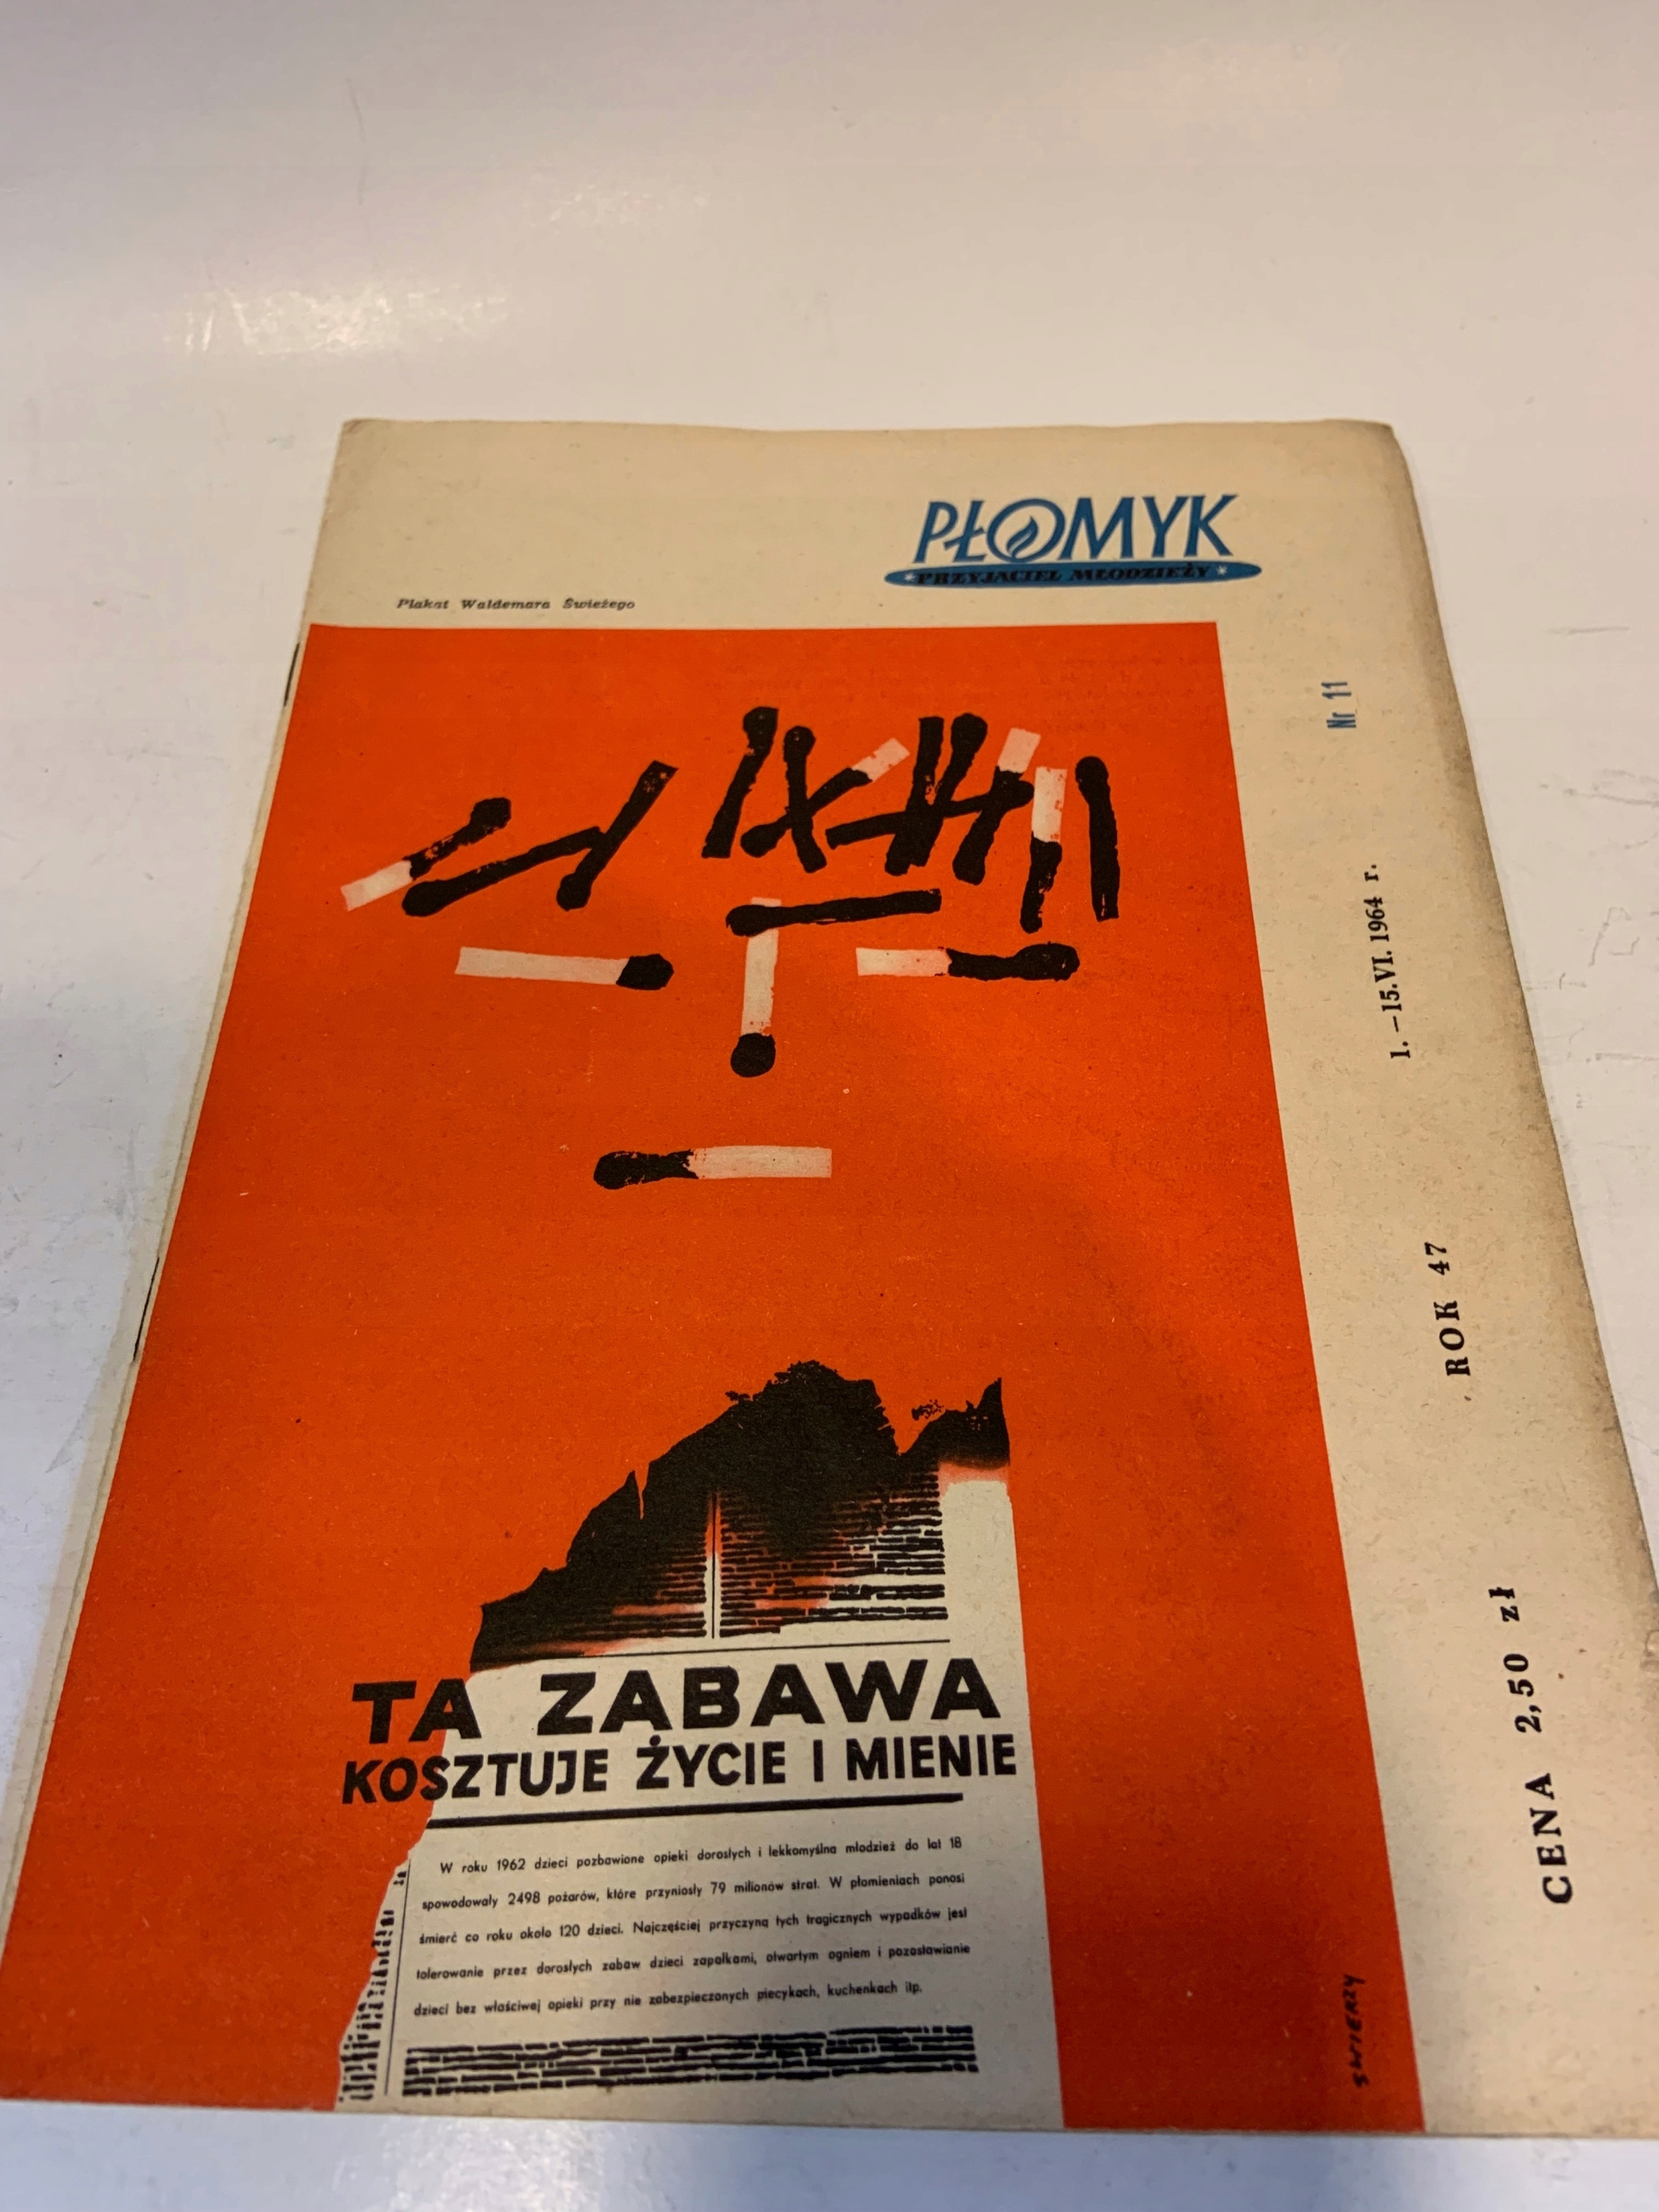 PŁOMYK
PRZYJACIEL MŁODZIEŻY
Plakat Waldemara Świeżego
Nr 11
1.–15.VI.1964 r.
ROK 47
CENA 2,50 zł
TA ZABAWA
KOSZTUJE ŻYCIE I MIENIE
W roku 1962 dzieci pozbawione opieki dorosłych i lekkomyślna młodzież do lat 18
spowodowały 2498 pożarów, które przyniosły 79 milionów strat. W płomieniach ponosi
śmierć co roku około 120 dzieci. Najczęściej przyczyną tych tragicznych wypadków jest
tolerowanie przez dorosłych zabaw dzieci zapałkami, otwartym ogniem i pozostawianie
dzieci bez właściwej opieki przy nie zabezpieczonych piecykach, kuchenkach itp.
SWIERZY